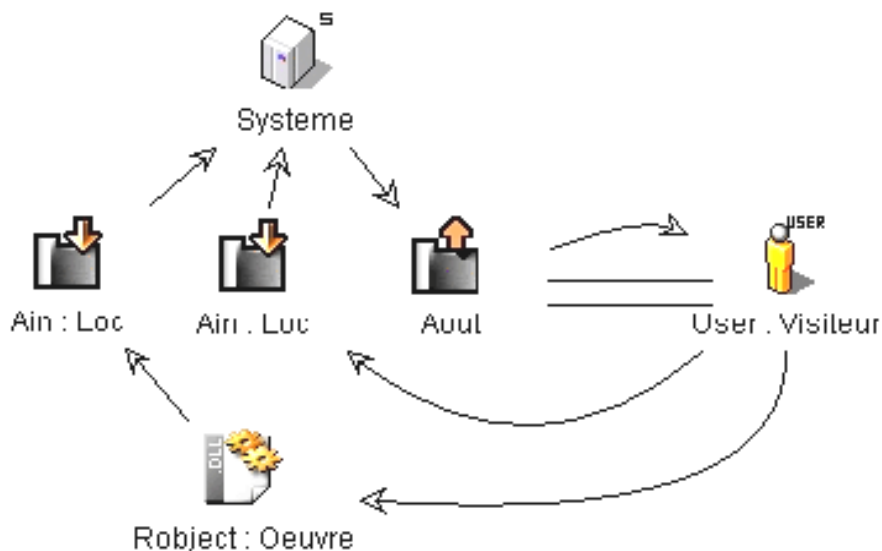 S
Systeme
USER
Ain : Loc
Ain : Loc
Aout
User : Visiteur
.DLL
Robject : Oeuvre